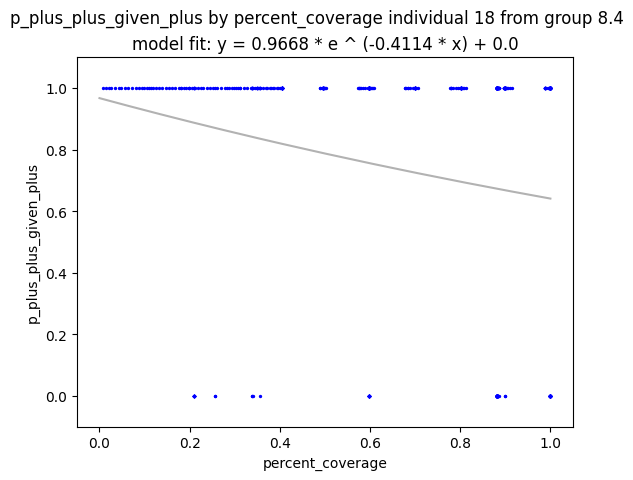 p_plus_plus_given_plus by percent_coverage individual 18 from group 8.4
model fit: y = 0.9668 * e ^ (-0.4114 * x) + 0.0
1.0
0.8
0.6
0.4
0.2
0.0
p_plus_plus_given_plus
0.0 0.2 0.4 0.6 0.8 1.0
percent_coverage